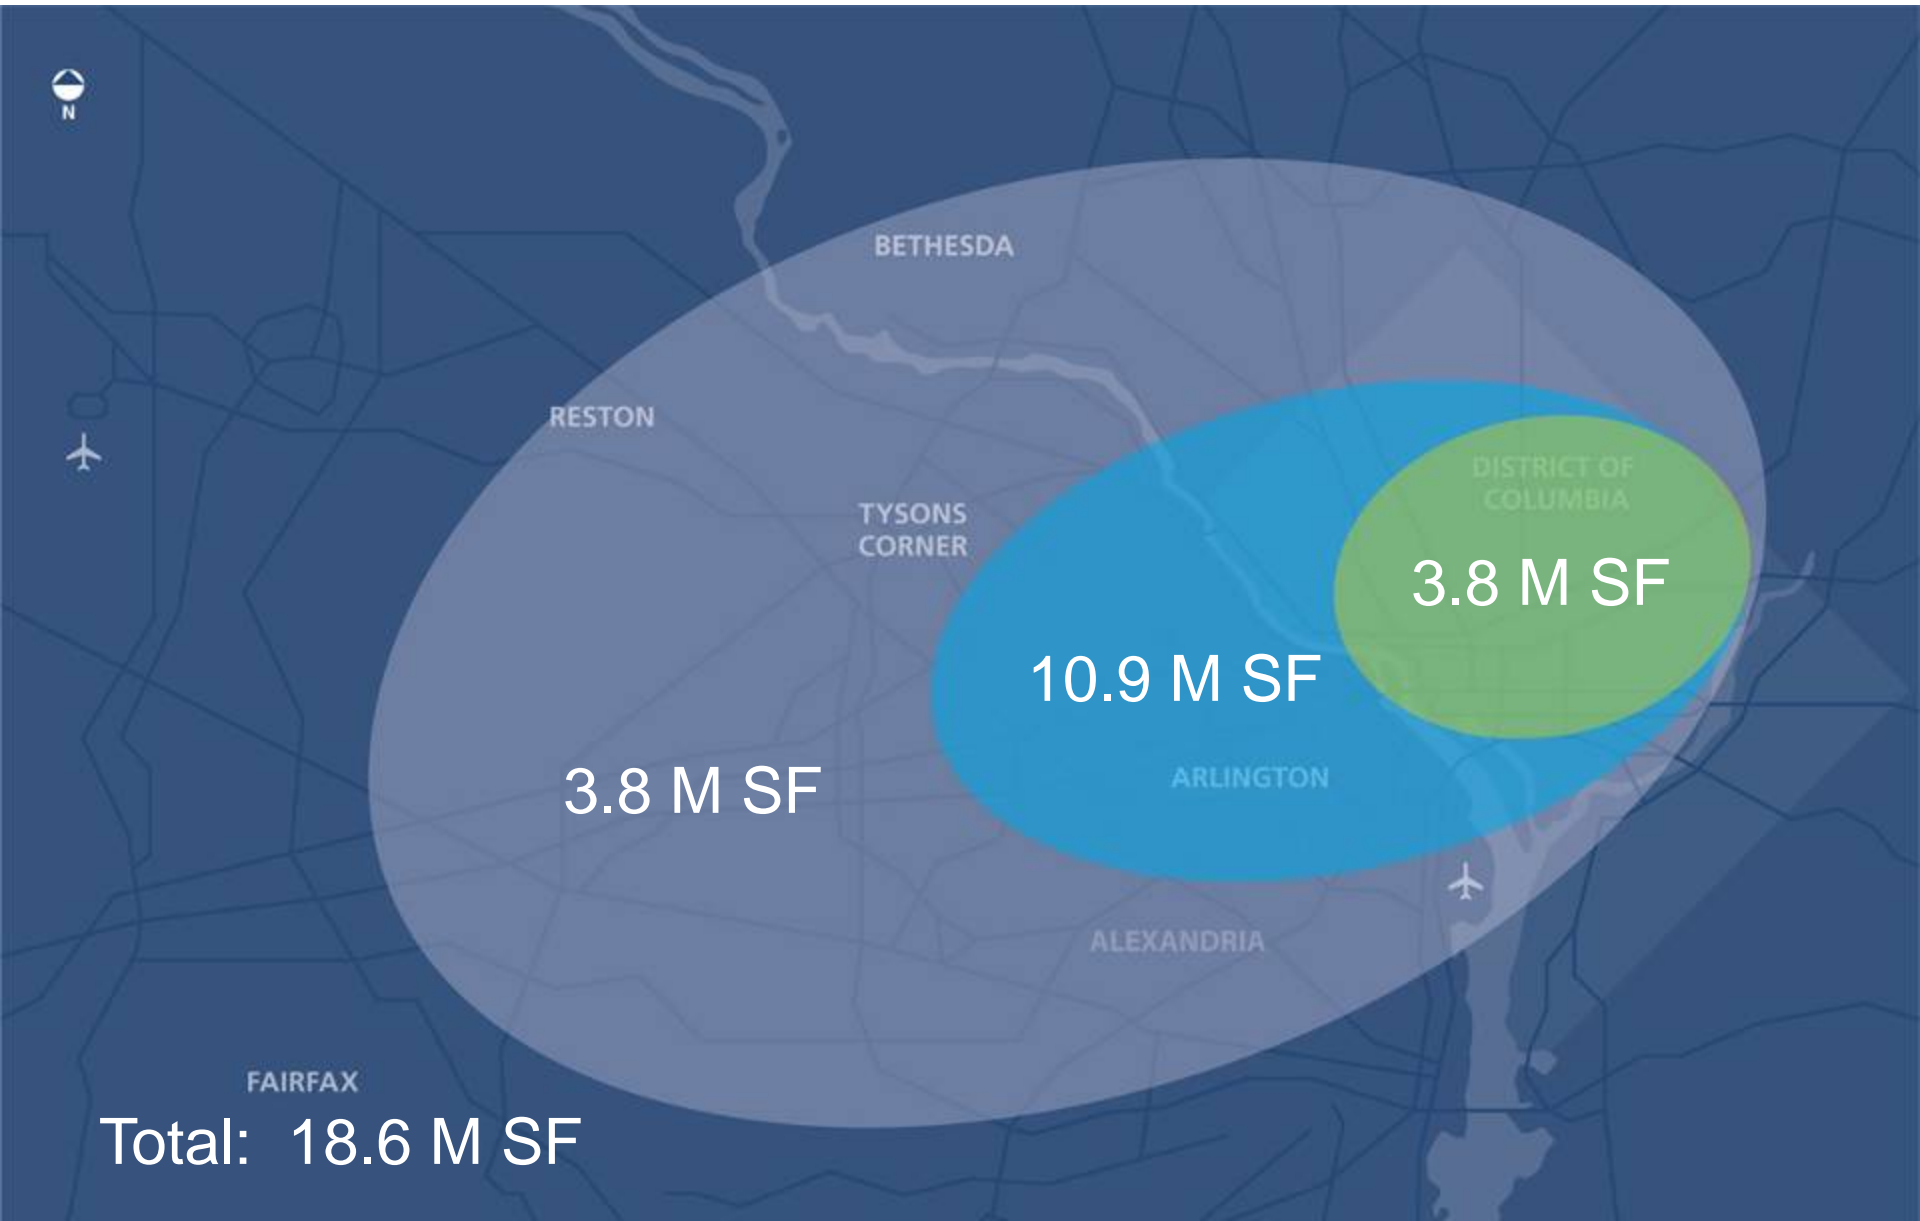 N
BETHESDA
RESTON
DISTRICT OF
COLUMBIA
TYSONS
CORNER
3.8 M SF
10.9 M SF
ARLINGTON
3.8 M SF
ALEXANDRIA
FAIRFAX
Total: 18.6 M SF